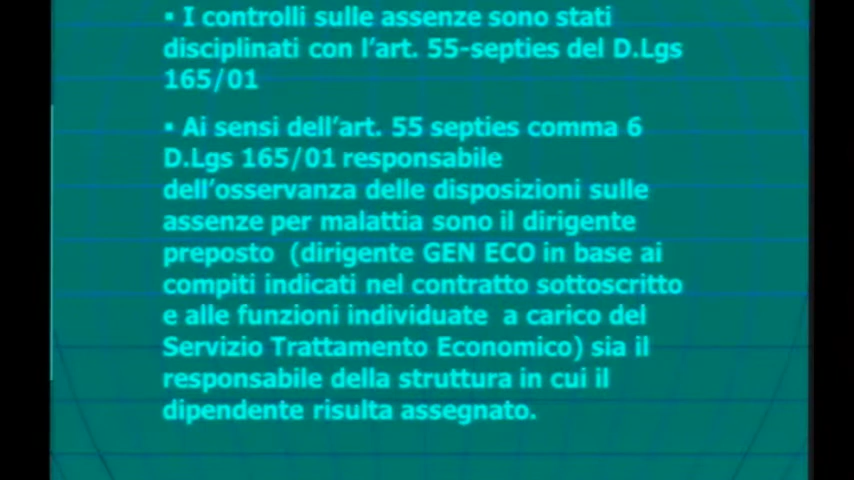 ▪ I controlli sulle assenze sono stati
disciplinati con l’art. 55-septies del D.Lgs
165/01
▪ Ai sensi dell’art. 55 septies comma 6
D.Lgs 165/01 responsabile
dell’osservanza delle disposizioni sulle
assenze per malattia sono il dirigente
preposto (dirigente GEN ECO in base ai
compiti indicati nel contratto sottoscritto
e alle funzioni individuate a carico del
Servizio Trattamento Economico) sia il
responsabile della struttura in cui il
dipendente risulta assegnato.